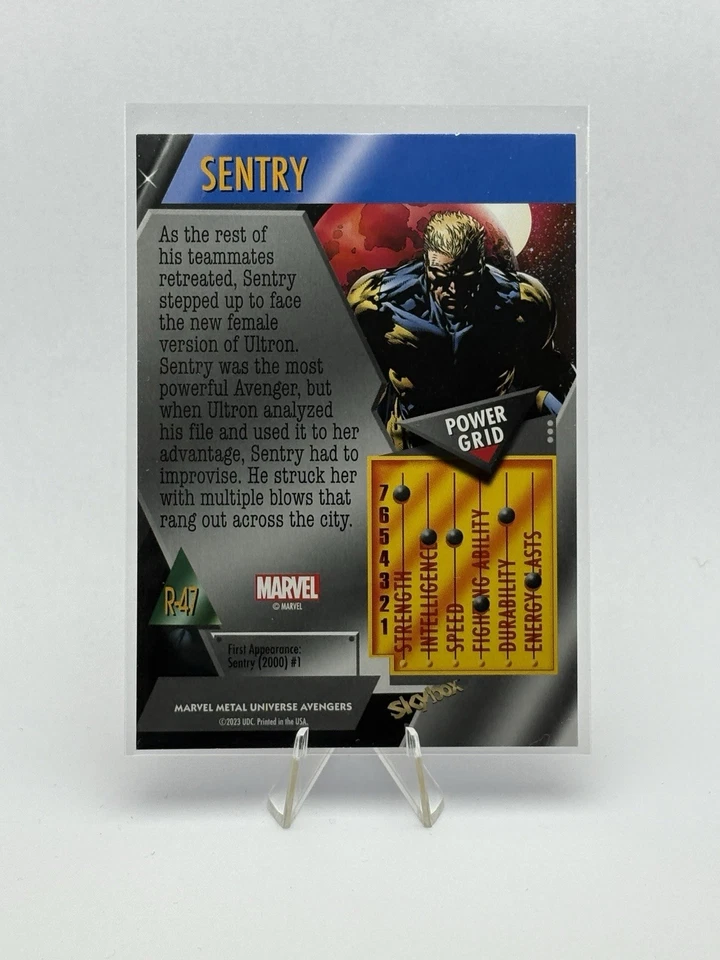 SENTRY
As the rest of
his teammates
retreated, Sentry
stepped up to face
the new female
version of Ultron.
Sentry was the most
powerful Avenger, but
when Ultron analyzed
his file and used it to her
advantage, Sentry had to
improvise. He struck her
with multiple blows that
rang out across the city.
POWER
GRID
7
6
5
4
3
2
1
STRENGTH
INTELLIGENCE
SPEED
FIGHTING ABILITY
DURABILITY
ENERGY BLASTS
R-47
MARVEL
© MARVEL
First Appearance:
Sentry (2000) #1
MARVEL METAL UNIVERSE AVENGERS
©2023 UDC. Printed in the USA.
Skybox